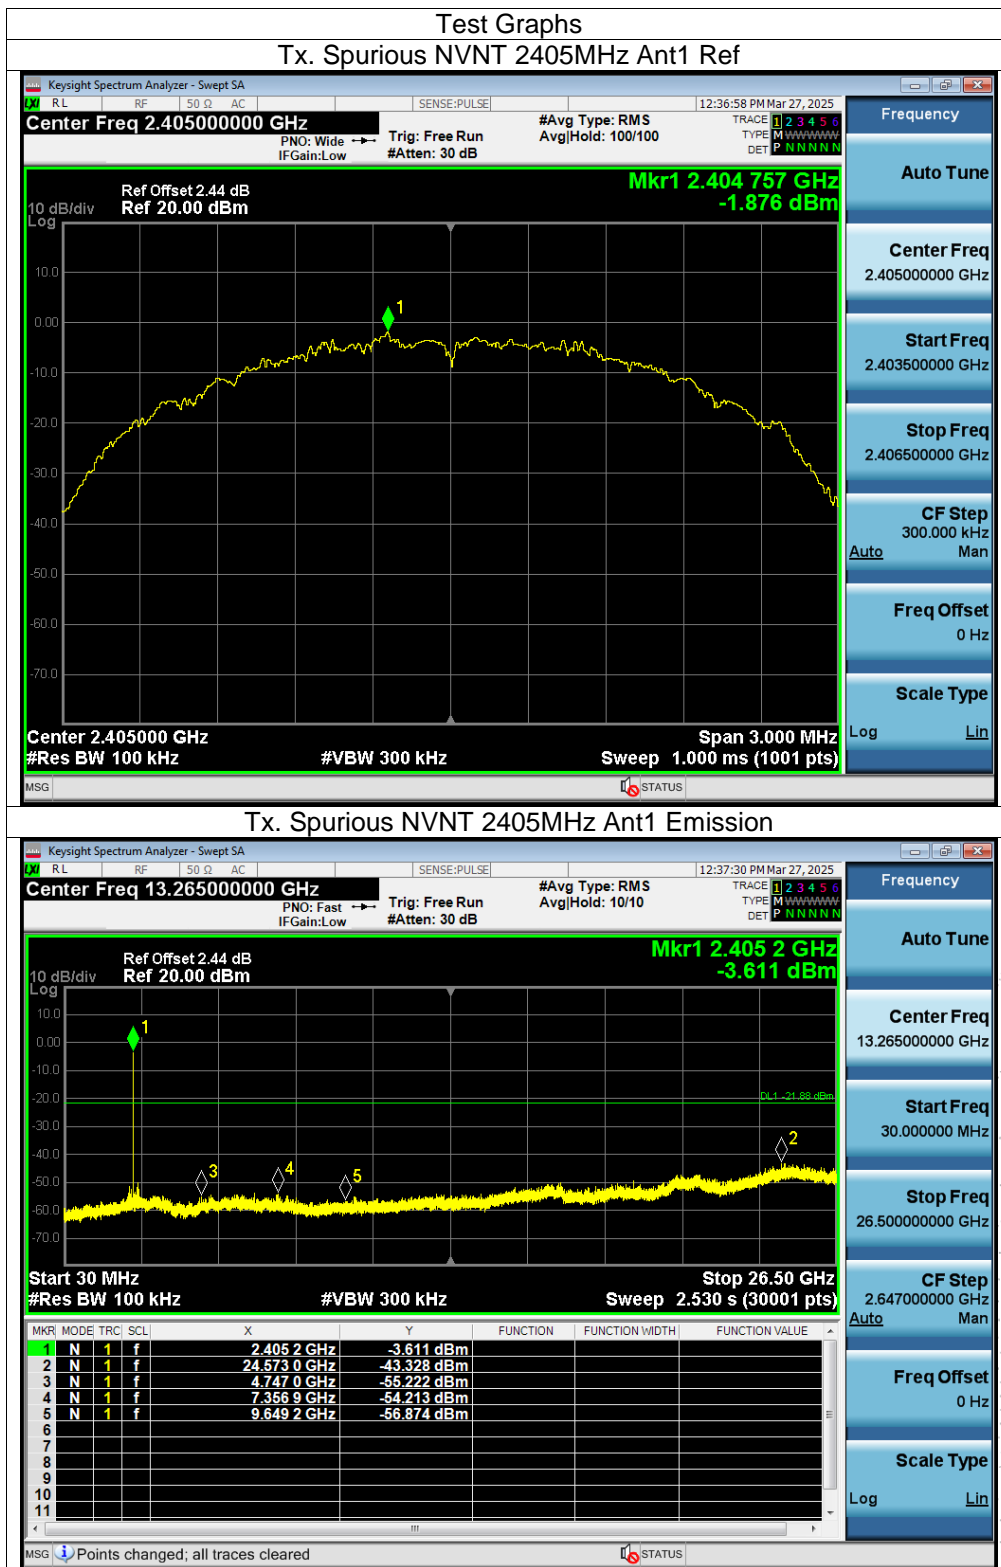 Test Graphs
Tx. Spurious NVNT 2405MHz Ant1 Ref
Keysight Spectrum Analyzer - Swept SA
LXI RL RF 50 Ω AC SENSE:PULSE 12:36:58 PM Mar 27, 2025
Center Freq 2.405000000 GHz
PNO: Wide
IFGain:Low
Trig: Free Run
#Atten: 30 dB
#Avg Type: RMS
Avg|Hold: 100/100
TRACE 1 2 3 4 5 6
TYPE M WWWWW
DET P N N N N N
Mkr1 2.404 757 GHz
-1.876 dBm
Ref Offset 2.44 dB
10 dB/div Ref 20.00 dBm
Log
10.0
0.00
-10.0
-20.0
-30.0
-40.0
-50.0
-60.0
-70.0
1
Center 2.405000 GHz Span 3.000 MHz
#Res BW 100 kHz #VBW 300 kHz Sweep 1.000 ms (1001 pts)
MSG STATUS
Frequency
Auto Tune
Center Freq
2.405000000 GHz
Start Freq
2.403500000 GHz
Stop Freq
2.406500000 GHz
CF Step
300.000 kHz
Auto Man
Freq Offset
0 Hz
Scale Type
Log Lin
Tx. Spurious NVNT 2405MHz Ant1 Emission
Keysight Spectrum Analyzer - Swept SA
LXI RL RF 50 Ω AC SENSE:PULSE 12:37:30 PM Mar 27, 2025
Center Freq 13.265000000 GHz
PNO: Fast
IFGain:Low
Trig: Free Run
#Atten: 30 dB
#Avg Type: RMS
Avg|Hold: 10/10
TRACE 1 2 3 4 5 6
TYPE M WWWWW
DET P N N N N N
Mkr1 2.405 2 GHz
-3.611 dBm
Ref Offset 2.44 dB
10 dB/div Ref 20.00 dBm
Log
10.0
0.00
-10.0
-20.0
-30.0
-40.0
-50.0
-60.0
-70.0
1
DL1 -21.88 dBm
2
3
4
5
Start 30 MHz Stop 26.50 GHz
#Res BW 100 kHz #VBW 300 kHz Sweep 2.530 s (30001 pts)
MKR MODE TRC SCL X Y FUNCTION FUNCTION WIDTH FUNCTION VALUE
1 N 1 f 2.405 2 GHz -3.611 dBm
2 N 1 f 24.573 0 GHz -43.328 dBm
3 N 1 f 4.747 0 GHz -55.222 dBm
4 N 1 f 7.356 9 GHz -54.213 dBm
5 N 1 f 9.649 2 GHz -56.874 dBm
6
7
8
9
10
11
MSG Points changed; all traces cleared STATUS
Frequency
Auto Tune
Center Freq
13.265000000 GHz
Start Freq
30.000000 MHz
Stop Freq
26.500000000 GHz
CF Step
2.647000000 GHz
Auto Man
Freq Offset
0 Hz
Scale Type
Log Lin